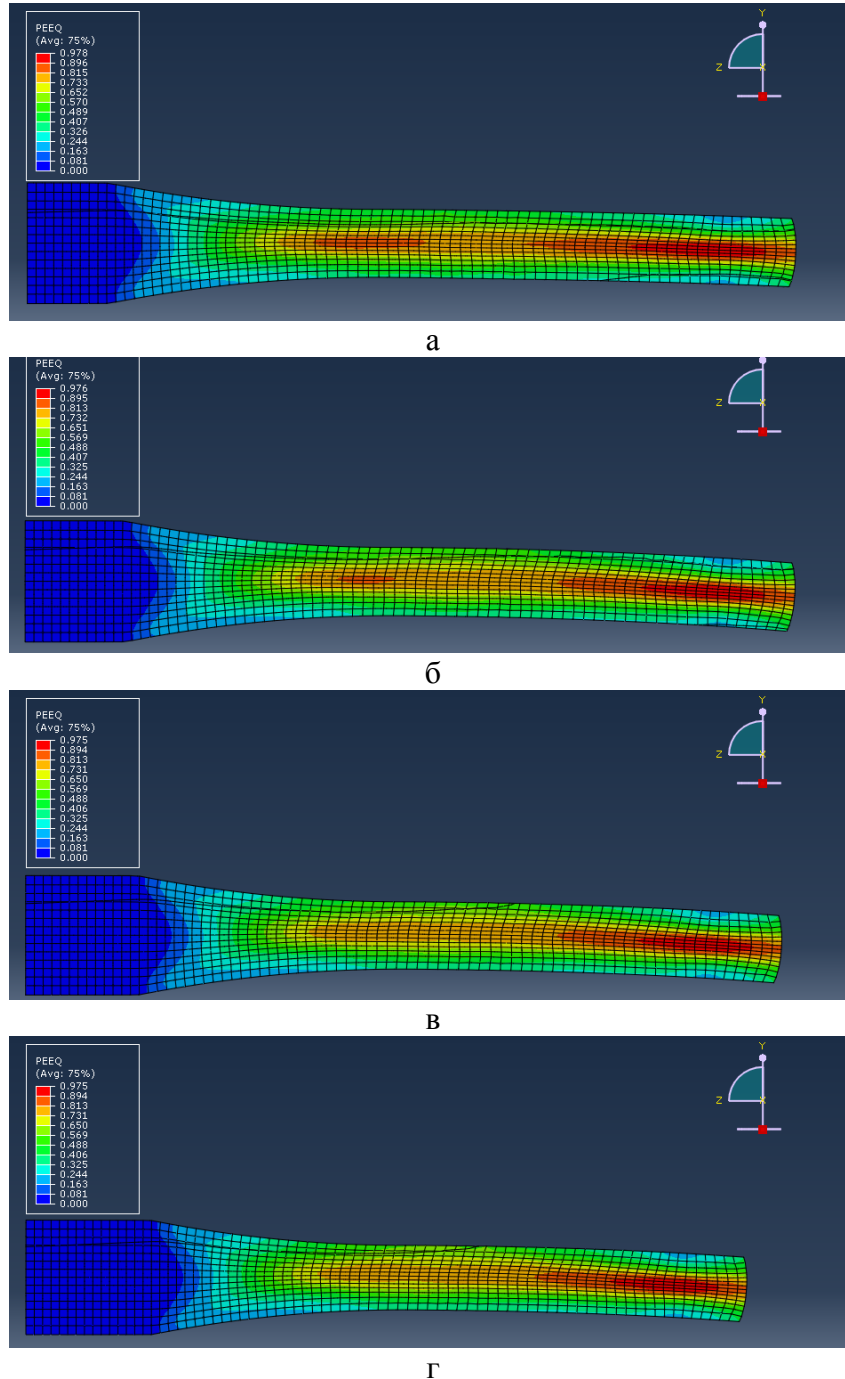 PEEQ
(Avg: 75%)
0.978
0.896
0.815
0.733
0.652
0.570
0.489
0.407
0.326
0.244
0.163
0.081
0.000
Y
Z
X
а
PEEQ
(Avg: 75%)
0.976
0.895
0.813
0.732
0.651
0.569
0.488
0.407
0.325
0.244
0.163
0.081
0.000
Z
X
б
PEEQ
(Avg: 75%)
0.975
0.894
0.813
0.731
0.650
0.569
0.488
0.406
0.325
0.244
0.163
0.081
0.000
Y
Z
X
в
PEEQ
(Avg: 75%)
0.975
0.894
0.813
0.731
0.650
0.569
0.488
0.406
0.325
0.244
0.163
0.081
0.000
Y
Z
X
г